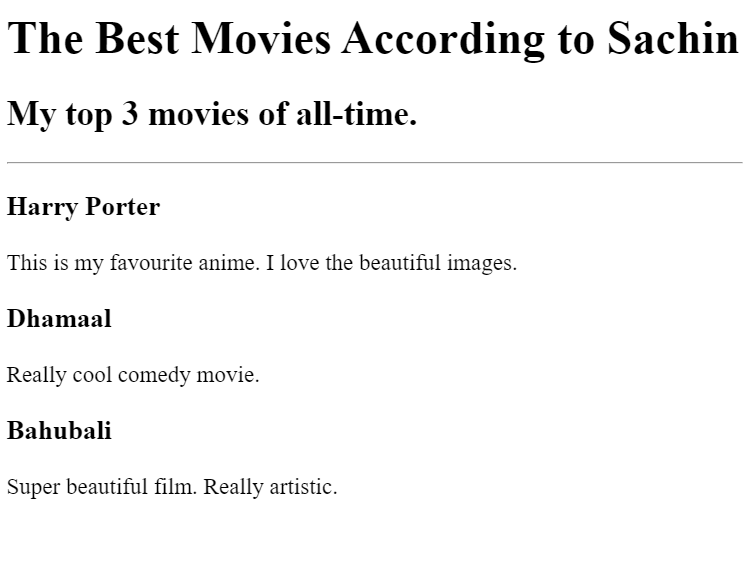 The Best Movies According to Sachin
My top 3 movies of all-time.
Harry Porter
This is my favourite anime. I love the beautiful images.
Dhamaal
Really cool comedy movie.
Bahubali
Super beautiful film. Really artistic.